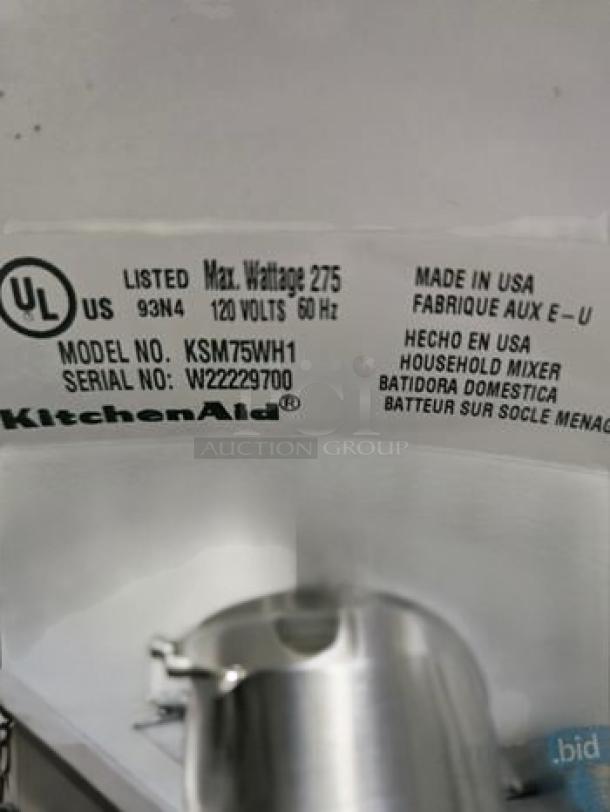 UL US LISTED 93N4
Max. Wattage 275
120 VOLTS 60 Hz
MODEL NO. KSM75WH1
SERIAL NO: W22229700
KitchenAid®
MADE IN USA
FABRIQUE AUX E-U
HECHO EN USA
HOUSEHOLD MIXER
BATIDORA DOMESTICA
BATTEUR SUR SOCLE MENAG
AUCTION GROUP
.bid